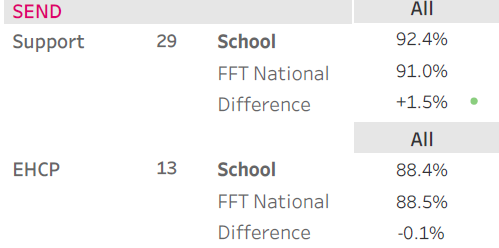 SEND All
Support 29 School 92.4%
FFT National 91.0%
Difference +1.5%
All
EHCP 13 School 88.4%
FFT National 88.5%
Difference -0.1%